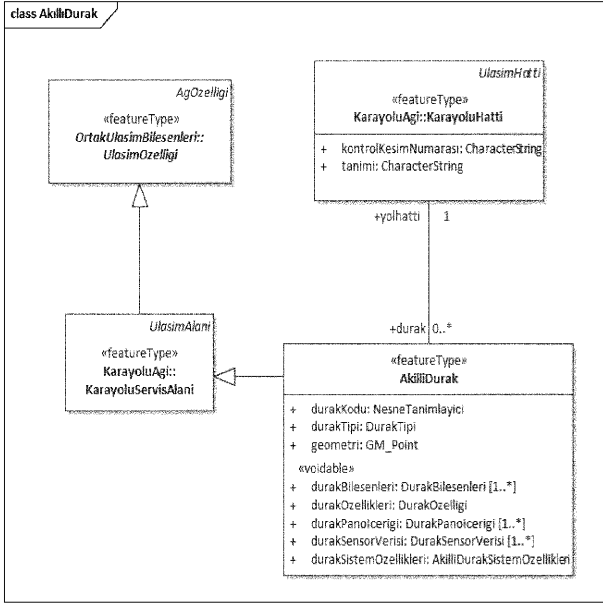 class AkilliDurak
AgOzelligi
«featureType»
OrtakUlasimBilesenleri::
UlasimOzelligi
UlasimHatti
«featureType»
KarayoluAgi::KarayoluHatti
+ kontrolKesimNumarası: CharacterString
+ tanimi: CharacterString
+yolhatti 1
+durak 0..*
UlasimAlani
«featureType»
KarayoluAgi::
KarayoluServisAlani
«featureType»
AkilliDurak
+ durakKodu: NesneTanimlayici
+ durakTipi: DurakTipi
+ geometri: GM_Point
«voidable»
+ durakBilesenleri: DurakBilesenleri [1..*]
+ durakOzellikleri: DurakOzelligi
+ durakPanoIcerigi: DurakPanoIcerigi [1..*]
+ durakSensorVerisi: DurakSensorVerisi [1..*]
+ durakSistemOzellikleri: AkilliDurakSistemOzellikleri